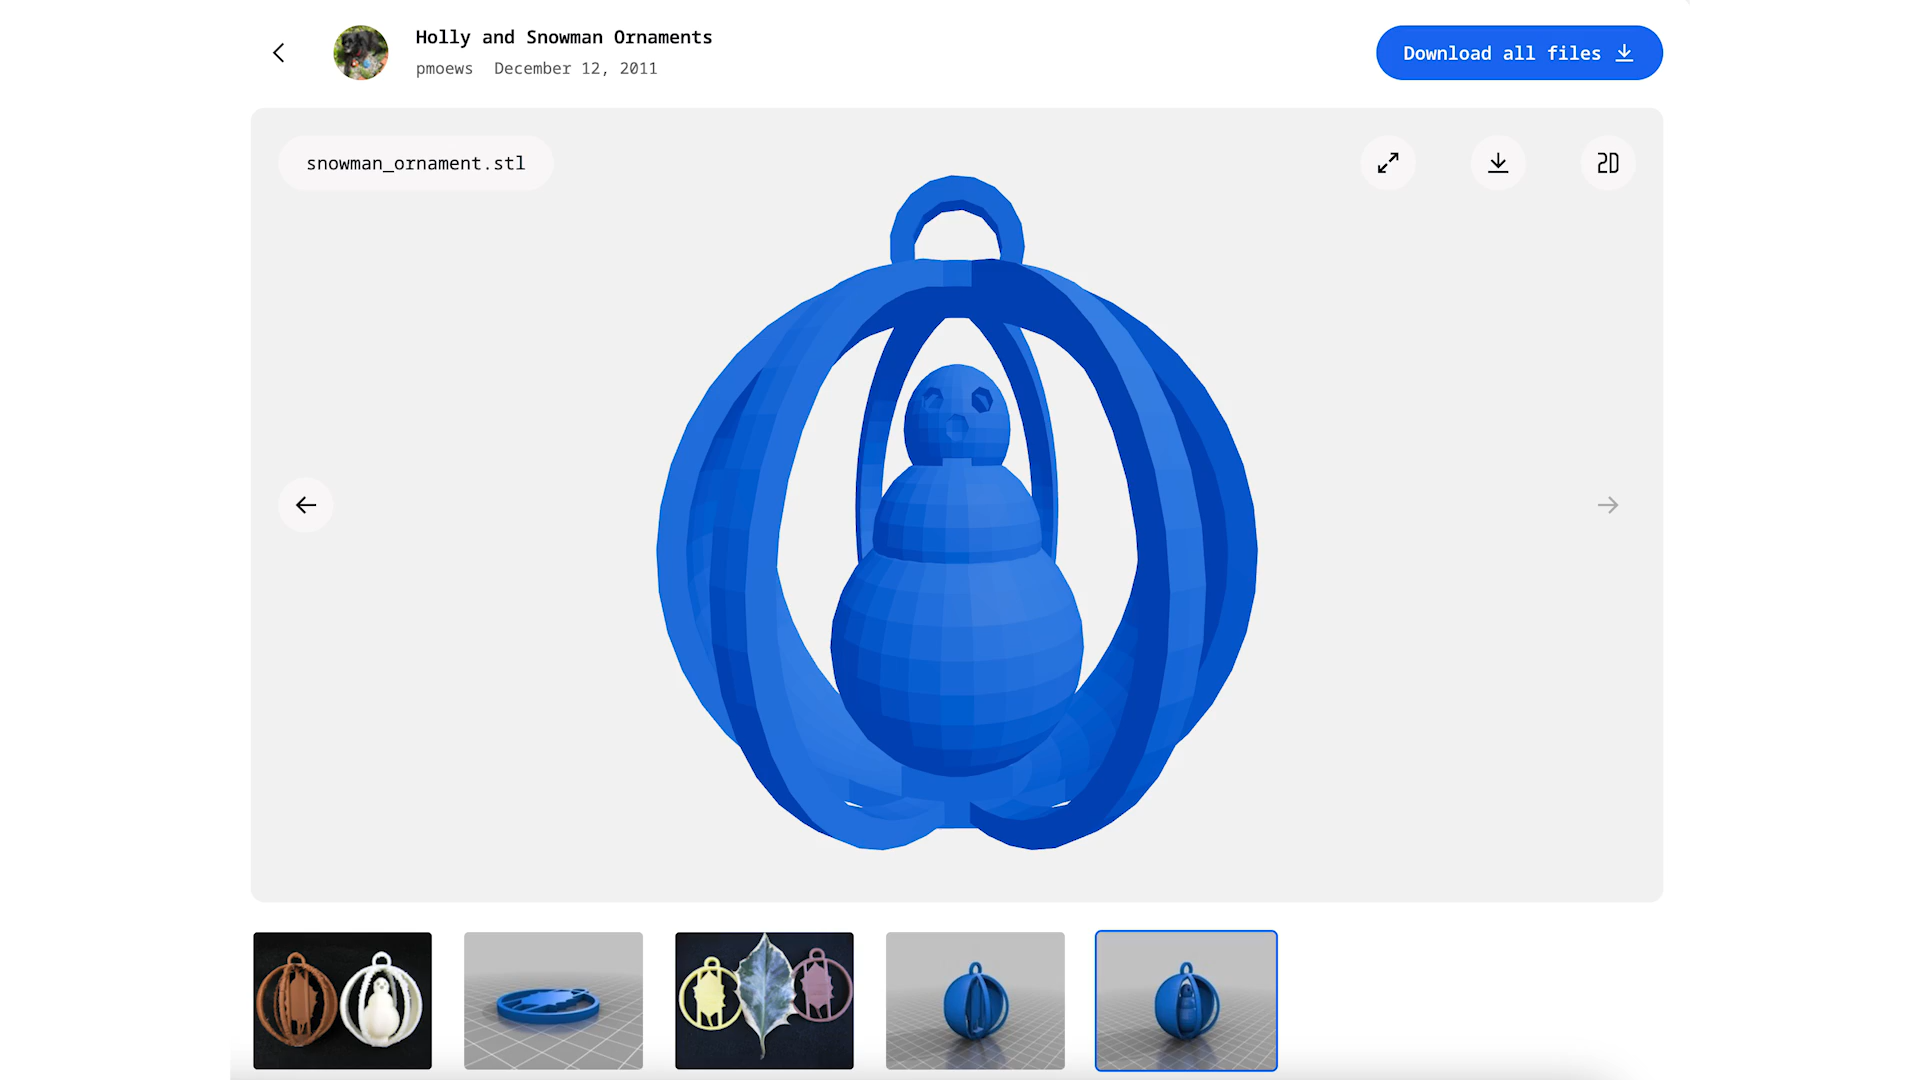 Holly and Snowman Ornaments
pmoews December 12, 2011
Download all files
snowman_ornament.stl
2D